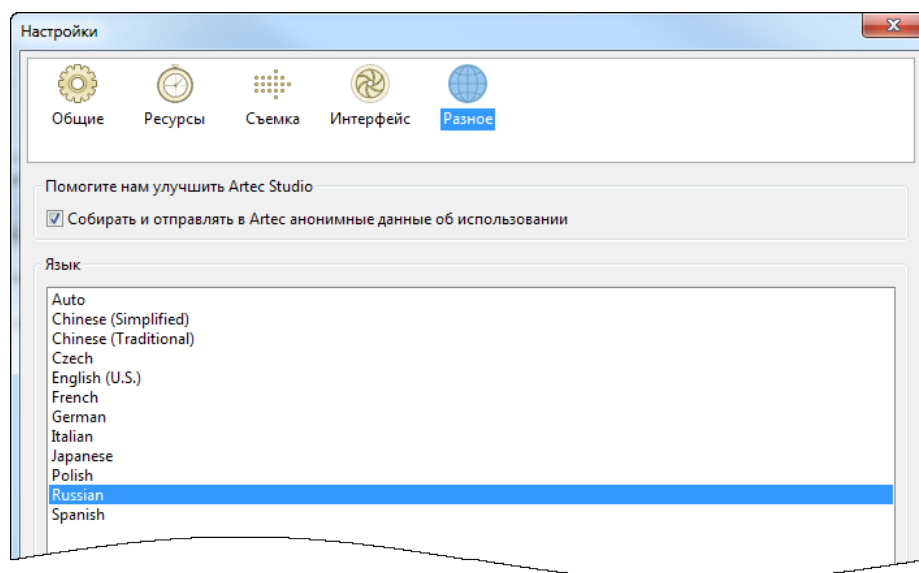 Настройки
Общие Ресурсы Съемка Интерфейс Разное
Помогите нам улучшить Artec Studio
Собирать и отправлять в Artec анонимные данные об использовании
Язык
Auto
Chinese (Simplified)
Chinese (Traditional)
Czech
English (U.S.)
French
German
Italian
Japanese
Polish
Russian
Spanish